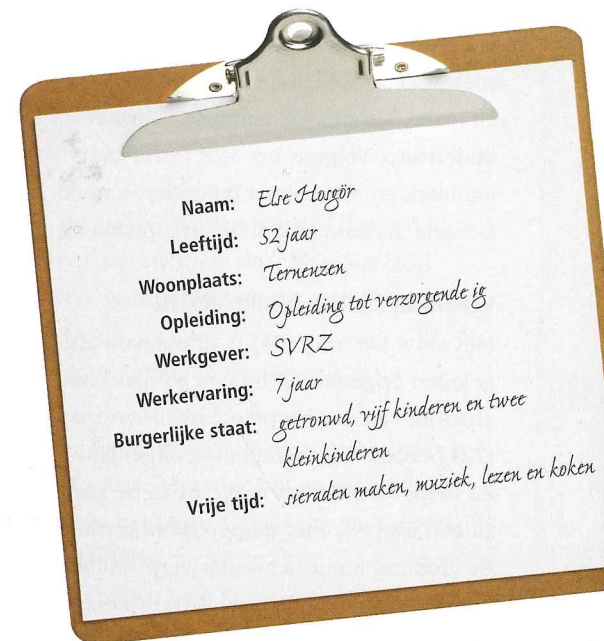 Naam: Else Hosgör
Leeftijd: 52 jaar
Woonplaats: Terneuzen
Opleiding: Opleiding tot verzorgende ig
Werkgever: SVRZ
Werkervaring: 7 jaar
Burgerlijke staat: getrouwd, vijf kinderen en twee
kleinkinderen
Vrije tijd: sieraden maken, muziek, lezen en koken